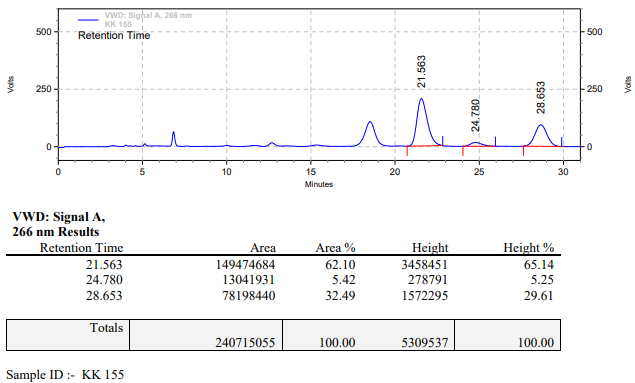 VWD: Signal A, 266 nm
KK 155
Retention Time
500
250
0
Volts
21.563
24.780
28.653
500
250
0
Volts
0 5 10 15 20 25 30
Minutes
VWD: Signal A,
266 nm Results
Retention Time Area Area % Height Height %
21.563 149474684 62.10 3458451 65.14
24.780 13041931 5.42 278791 5.25
28.653 78198440 32.49 1572295 29.61
Totals
240715055 100.00 5309537 100.00
Sample ID :- KK 155